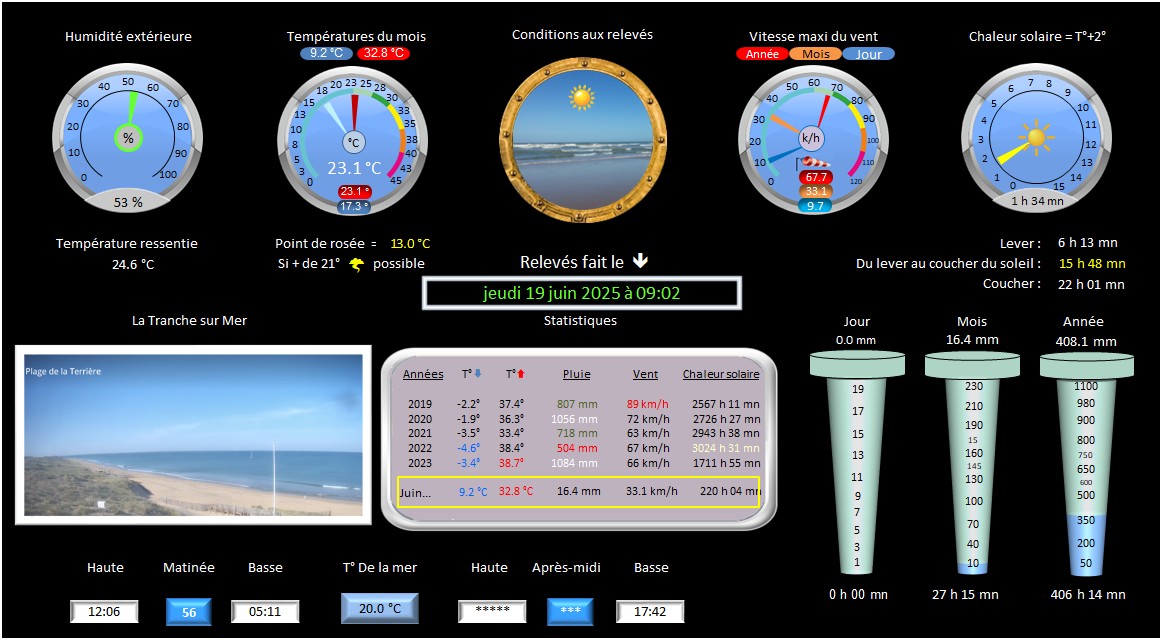 Humidité extérieure
0 10 20 30 40 50 60 70 80 90 100
%
53 %
Températures du mois
9.2 °C 32.8 °C
0 3 5 8 10 13 15 18 20 23 25 28 30 33 35 38 40 43 45
°C
23.1 °C
23.1 °
17.3 °
Conditions aux relevés
Vitesse maxi du vent
Année Mois Jour
0 10 20 30 40 50 60 70 80 90 100 110 120
k/h
67.7
33.1
9.7
Chaleur solaire = T°+2°
0 1 2 3 4 5 6 7 8 9 10 11 12 13 14 15
1 h 34 mn
Température ressentie
24.6 °C
Point de rosée = 13.0 °C
Si + de 21° possible
Relevés fait le
jeudi 19 juin 2025 à 09:02
Lever : 6 h 13 mn
Du lever au coucher du soleil : 15 h 48 mn
Coucher : 22 h 01 mn
La Tranche sur Mer
Plage de la Terrière
Statistiques
Années T° T° Pluie Vent Chaleur solaire
2019 -2.2° 37.4° 807 mm 89 km/h 2567 h 11 mn
2020 -1.9° 36.3° 1056 mm 72 km/h 2726 h 27 mn
2021 -3.5° 33.4° 718 mm 63 km/h 2943 h 38 mn
2022 -4.6° 38.4° 504 mm 67 km/h 3024 h 31 mn
2023 -3.4° 38.7° 1084 mm 66 km/h 1711 h 55 mn
Juin... 9.2 °C 32.8 °C 16.4 mm 33.1 km/h 220 h 04 mn
Jour
0.0 mm
19
17
15
13
11
9
7
5
3
1
0 h 00 mn
Mois
16.4 mm
230
210
190
15
160
145
130
100
70
40
10
27 h 15 mn
Année
408.1 mm
1100
980
900
800
750
650
600
500
350
200
50
406 h 14 mn
Haute Matinée Basse
12:06 56 05:11
T° De la mer
20.0 °C
Haute Après-midi Basse
***** *** 17:42